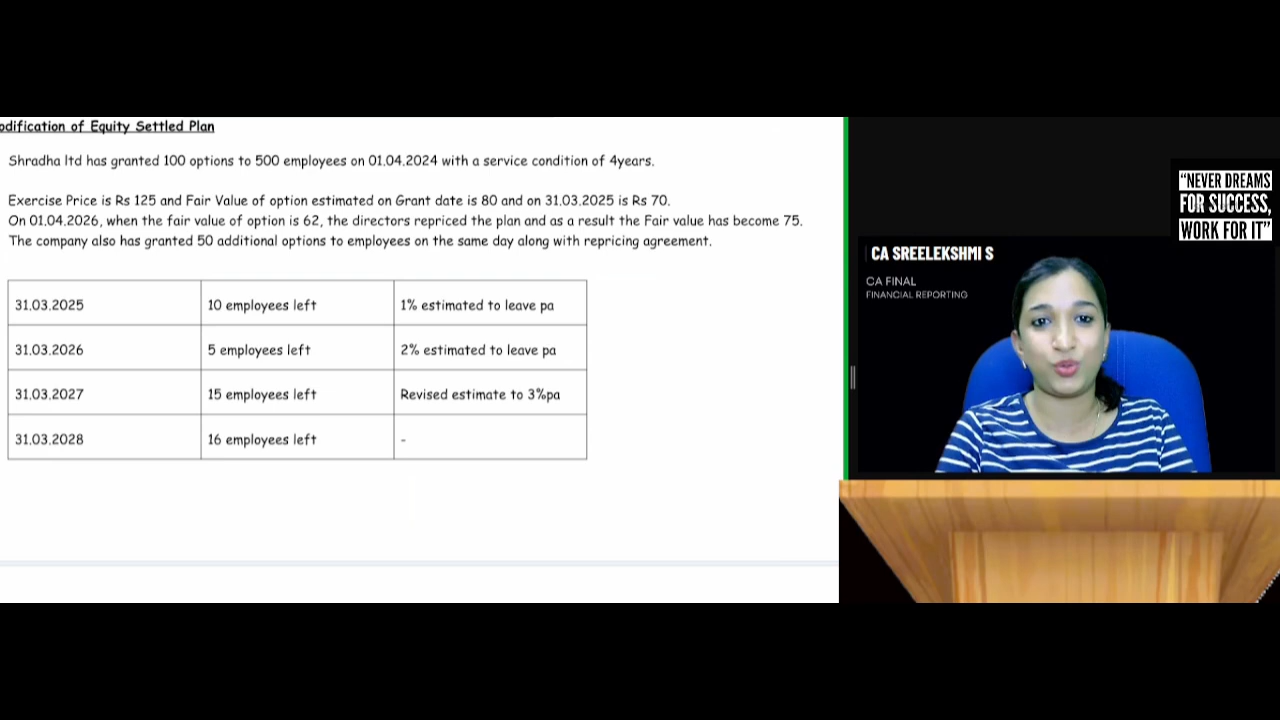 odification of Equity Settled Plan
Shradha ltd has granted 100 options to 500 employees on 01.04.2024 with a service condition of 4years.
Exercise Price is Rs 125 and Fair Value of option estimated on Grant date is 80 and on 31.03.2025 is Rs 70.
On 01.04.2026, when the fair value of option is 62, the directors repriced the plan and as a result the Fair value has become 75.
The company also has granted 50 additional options to employees on the same day along with repricing agreement.
31.03.2025 10 employees left 1% estimated to leave pa
31.03.2026 5 employees left 2% estimated to leave pa
31.03.2027 15 employees left Revised estimate to 3%pa
31.03.2028 16 employees left -
“NEVER DREAMS
FOR SUCCESS,
WORK FOR IT”
CA SREELEKSHMI S
CA FINAL
FINANCIAL REPORTING